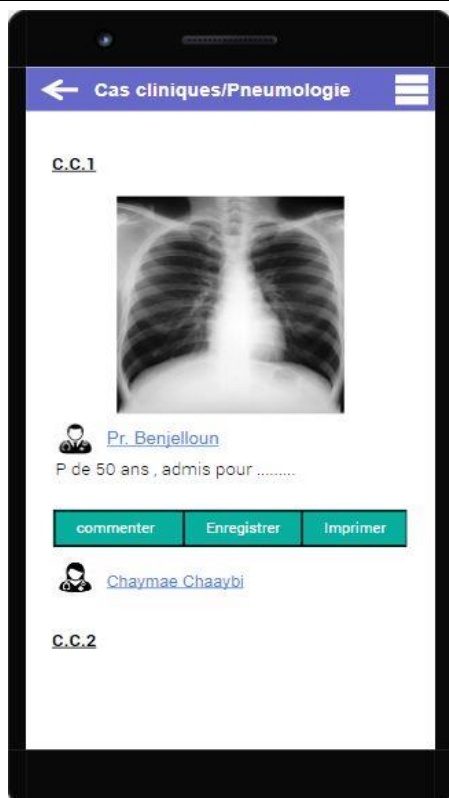 Cas cliniques/Pneumologie
C.C.1
Pr. Benjelloun
P de 50 ans , admis pour .........
commenter Enregistrer Imprimer
Chaymae Chaaybi
C.C.2